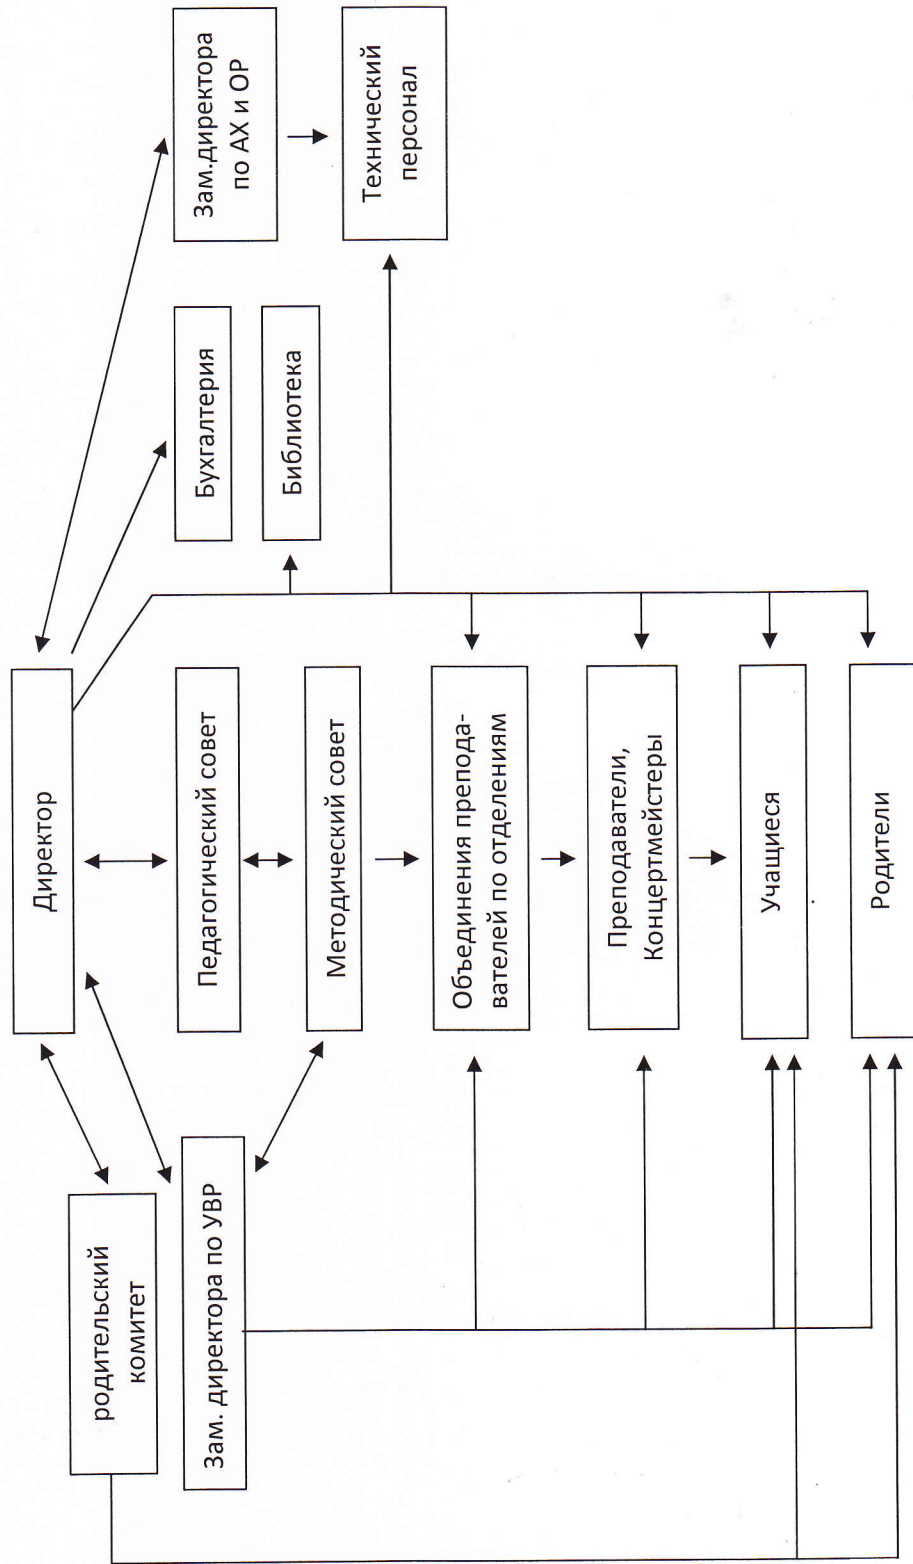 Директор
родительский
комитет
Зам. директора по УВР
Педагогический совет
Бухгалтерия
Зам.директора
по АХ и ОР
Методический совет
Библиотека
Технический
персонал
Объединения препода-
вателей по отделениям
Преподаватели,
Концертмейстеры
Учащиеся
Родители